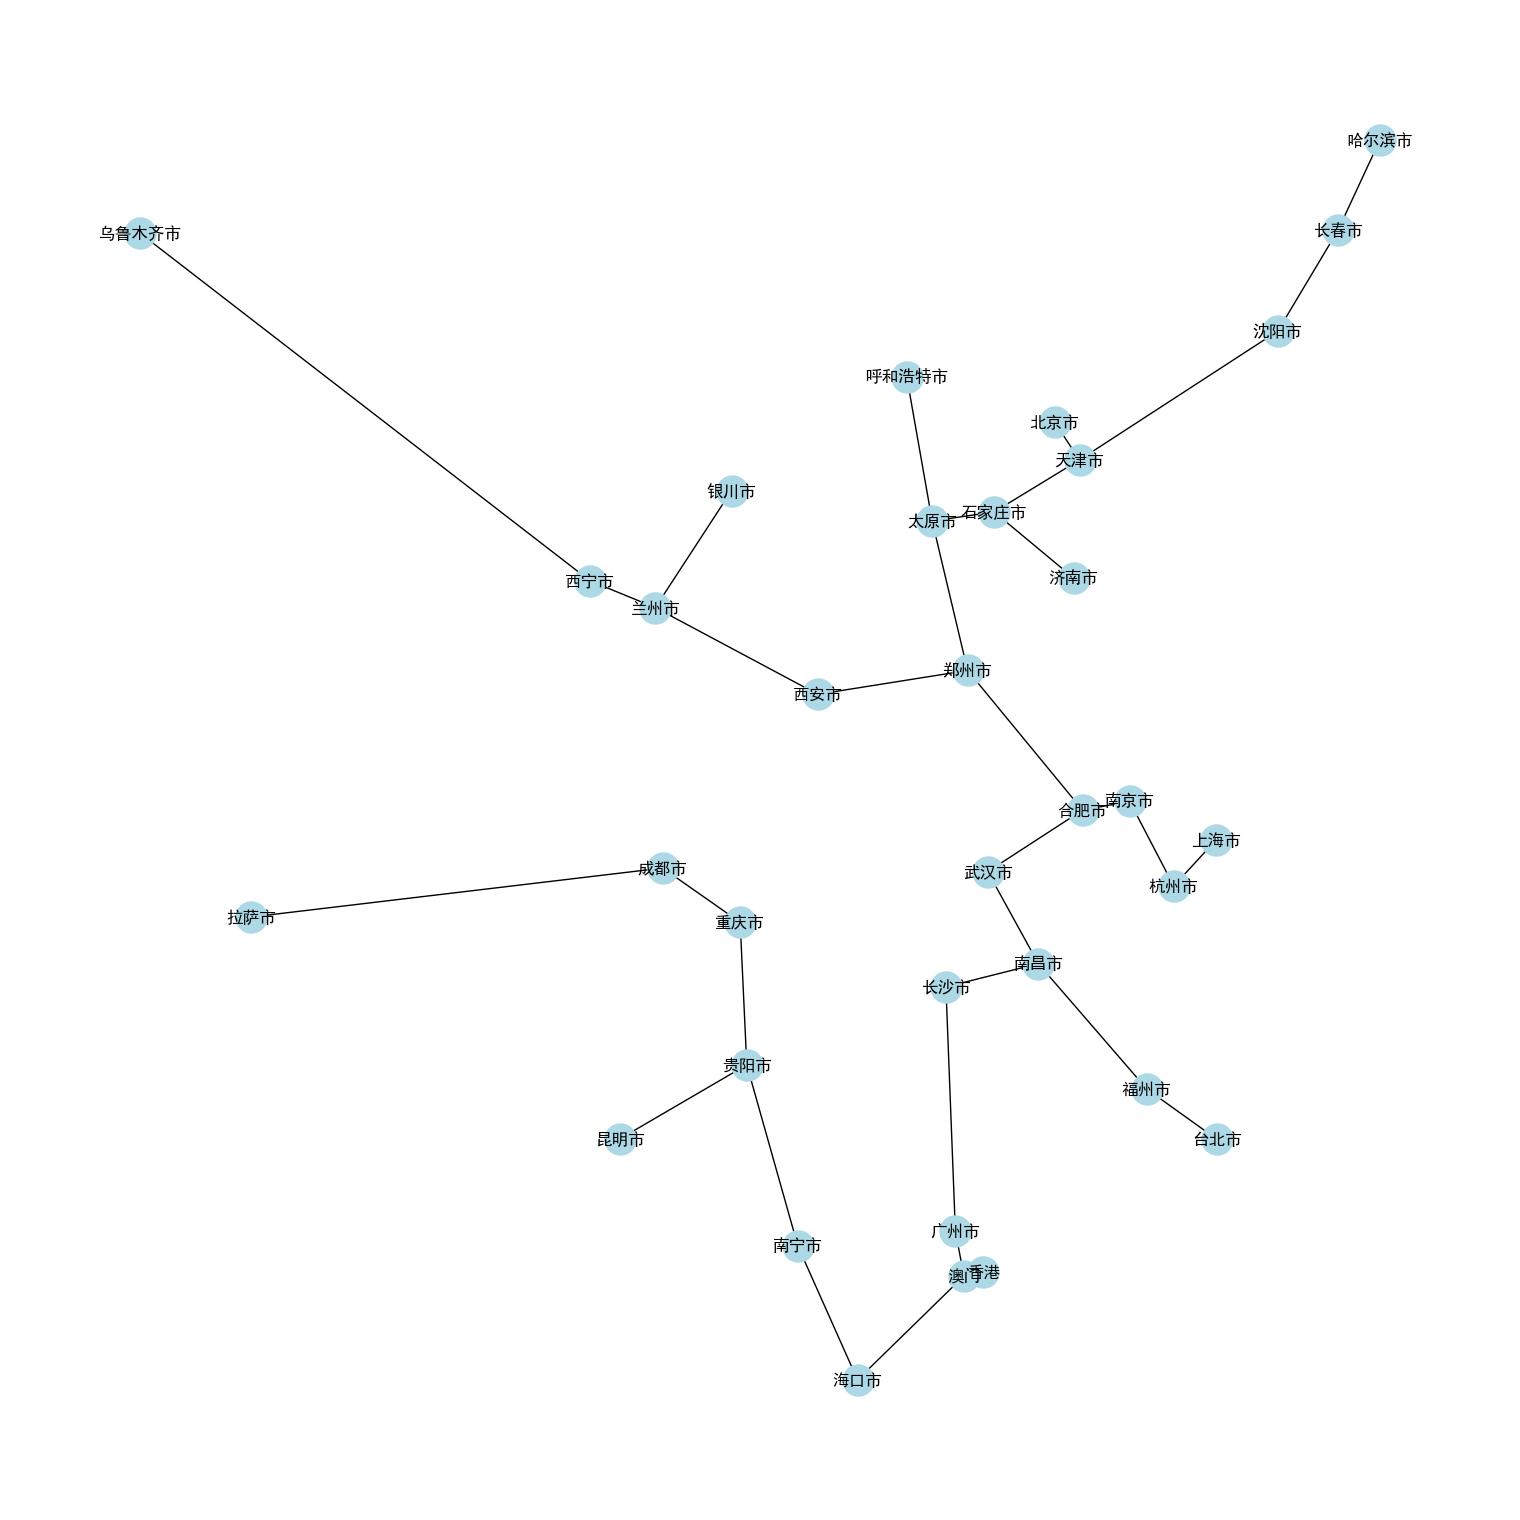 哈尔滨市
长春市
乌鲁木齐市
沈阳市
呼和浩特市
北京市
天津市
银川市
石家庄市
太原市
济南市
西宁市
兰州市
郑州市
西安市
南京市
合肥市
上海市
成都市
武汉市
杭州市
拉萨市
重庆市
南昌市
长沙市
贵阳市
福州市
昆明市
台北市
广州市
南宁市
香港
澳门
海口市